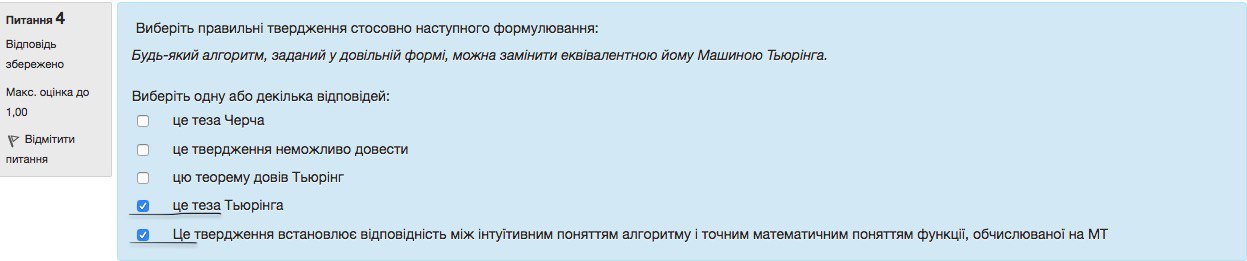 Питання 4
Відповідь
збережено
Макс. оцінка до
1,00
Відмітити
питання
Виберіть правильні твердження стосовно наступного формулювання:
Будь-який алгоритм, заданий у довільній формі, можна замінити еквівалентною йому Машиною Тьюрінга.
Виберіть одну або декілька відповідей:
це теза Черча
це твердження неможливо довести
цю теорему довів Тьюрінг
це теза Тьюрінга
Це твердження встановлює відповідність між інтуїтивним поняттям алгоритму і точним математичним поняттям функції, обчислюваної на МТ